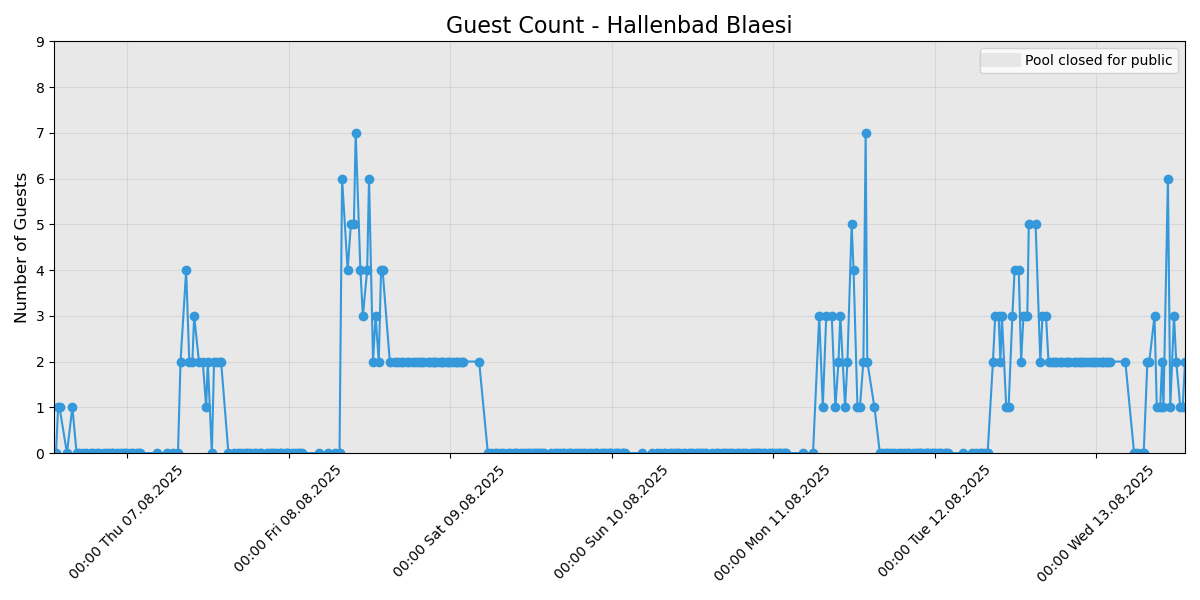 Guest Count - Hallenbad Blaesi
Pool closed for public
Number of Guests
9
8
7
6
5
4
3
2
1
0
00:00 Thu 07.08.2025
00:00 Fri 08.08.2025
00:00 Sat 09.08.2025
00:00 Sun 10.08.2025
00:00 Mon 11.08.2025
00:00 Tue 12.08.2025
00:00 Wed 13.08.2025